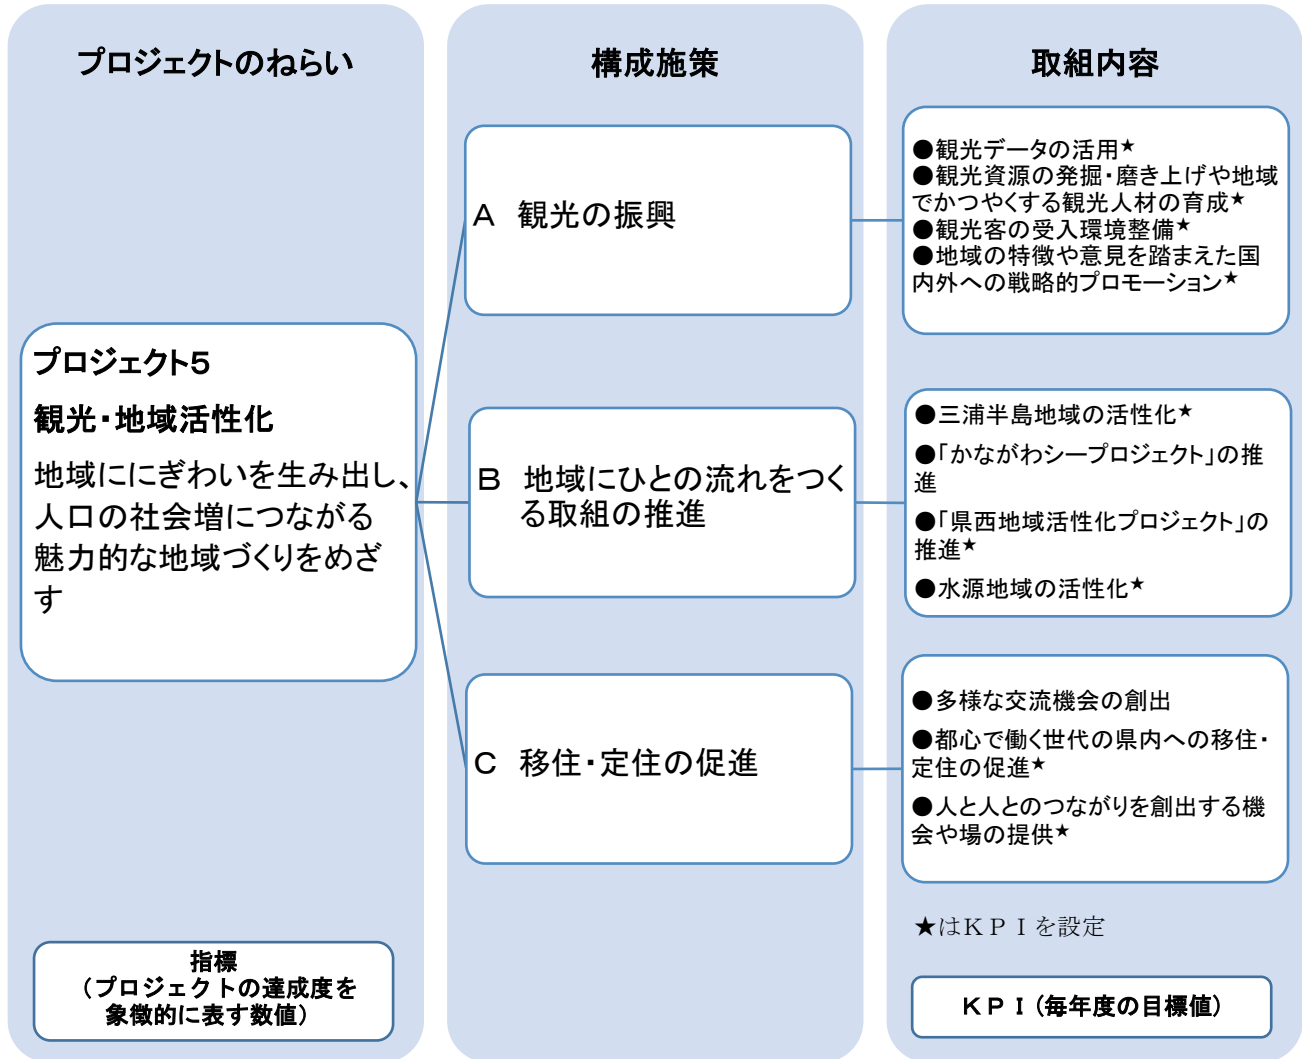 プロジェクトのねらい
構成施策
取組内容
プロジェクト5
観光・地域活性化
地域ににぎわいを生み出し、
人口の社会増につながる
魅力的な地域づくりをめざ
す
A 観光の振興
B 地域にひとの流れをつく
る取組の推進
C 移住・定住の促進
●観光データの活用★
●観光資源の発掘・磨き上げや地域
でかつやくする観光人材の育成★
●観光客の受入環境整備★
●地域の特徴や意見を踏まえた国
内外への戦略的プロモーション★
●三浦半島地域の活性化★
●「かながわシープロジェクト」の推
進
●「県西地域活性化プロジェクト」の
推進★
●水源地域の活性化★
●多様な交流機会の創出
●都心で働く世代の県内への移住・
定住の促進★
●人と人とのつながりを創出する機
会や場の提供★
★はKPIを設定
指標
(プロジェクトの達成度を
象徴的に表す数値)
KPI(毎年度の目標値)